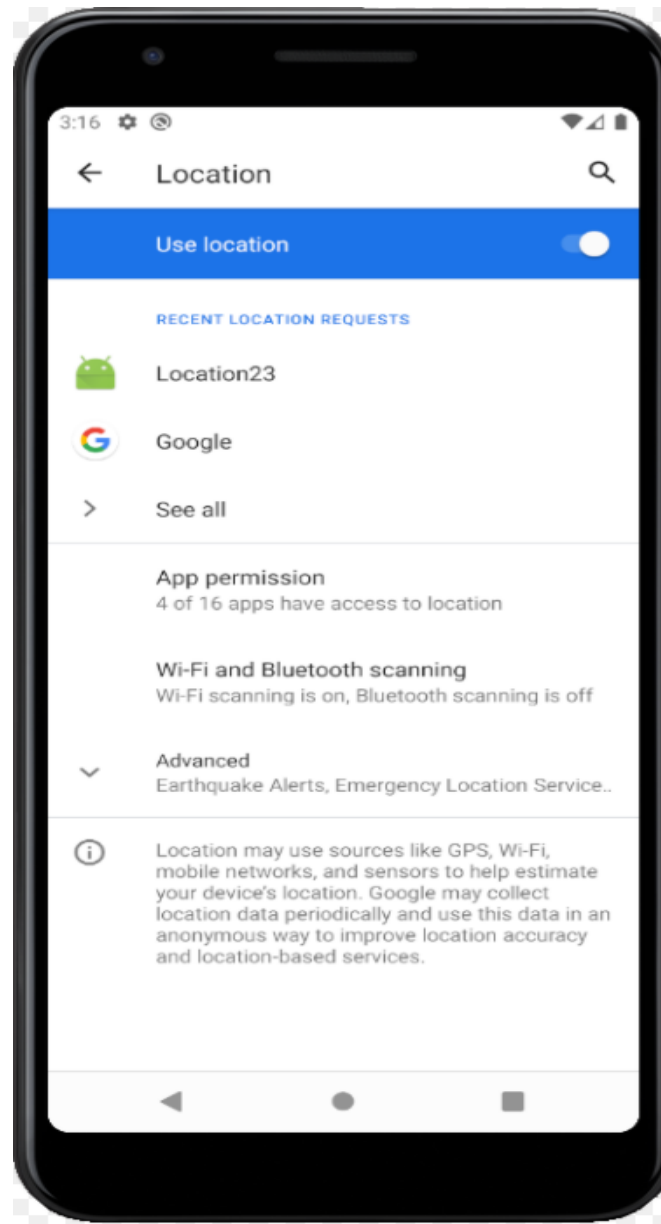 3:16
Location
Use location
RECENT LOCATION REQUESTS
Location23
Google
See all
App permission
4 of 16 apps have access to location
Wi-Fi and Bluetooth scanning
Wi-Fi scanning is on, Bluetooth scanning is off
Advanced
Earthquake Alerts, Emergency Location Service..
Location may use sources like GPS, Wi-Fi,
mobile networks, and sensors to help estimate
your device's location. Google may collect
location data periodically and use this data in an
anonymous way to improve location accuracy
and location-based services.